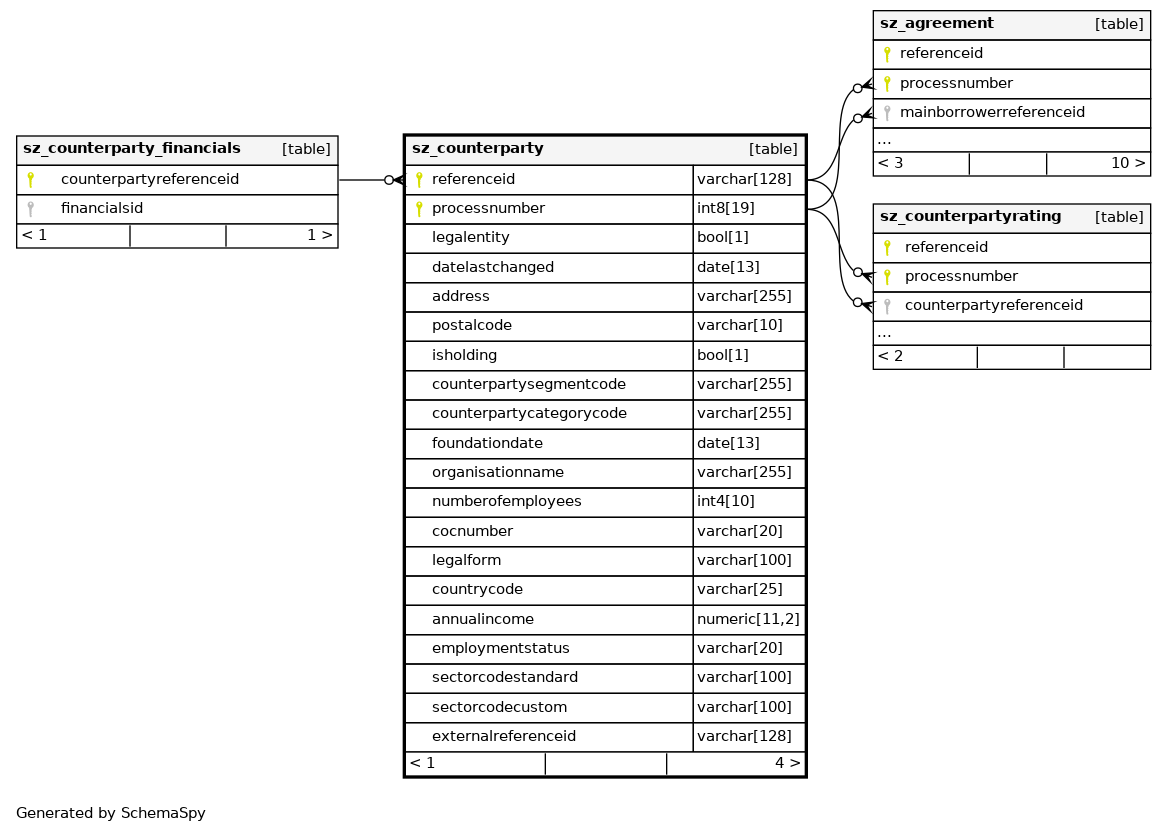 sz_agreement [table]
referenceid
processnumber
mainborrowerreferenceid
...
< 3 10 >
sz_counterparty_financials [table]
counterpartyreferenceid
financialsid
< 1 1 >
sz_counterparty [table]
referenceid varchar[128]
processnumber int8[19]
legalentity bool[1]
datelastchanged date[13]
address varchar[255]
postalcode varchar[10]
isholding bool[1]
counterpartysegmentcode varchar[255]
counterpartycategorycode varchar[255]
foundationdate date[13]
organisationname varchar[255]
numberofemployees int4[10]
cocnumber varchar[20]
legalform varchar[100]
countrycode varchar[25]
annualincome numeric[11,2]
employmentstatus varchar[20]
sectorcodestandard varchar[100]
sectorcodecustom varchar[100]
externalreferenceid varchar[128]
< 1 4 >
sz_counterpartyrating [table]
referenceid
processnumber
counterpartyreferenceid
...
< 2
Generated by SchemaSpy